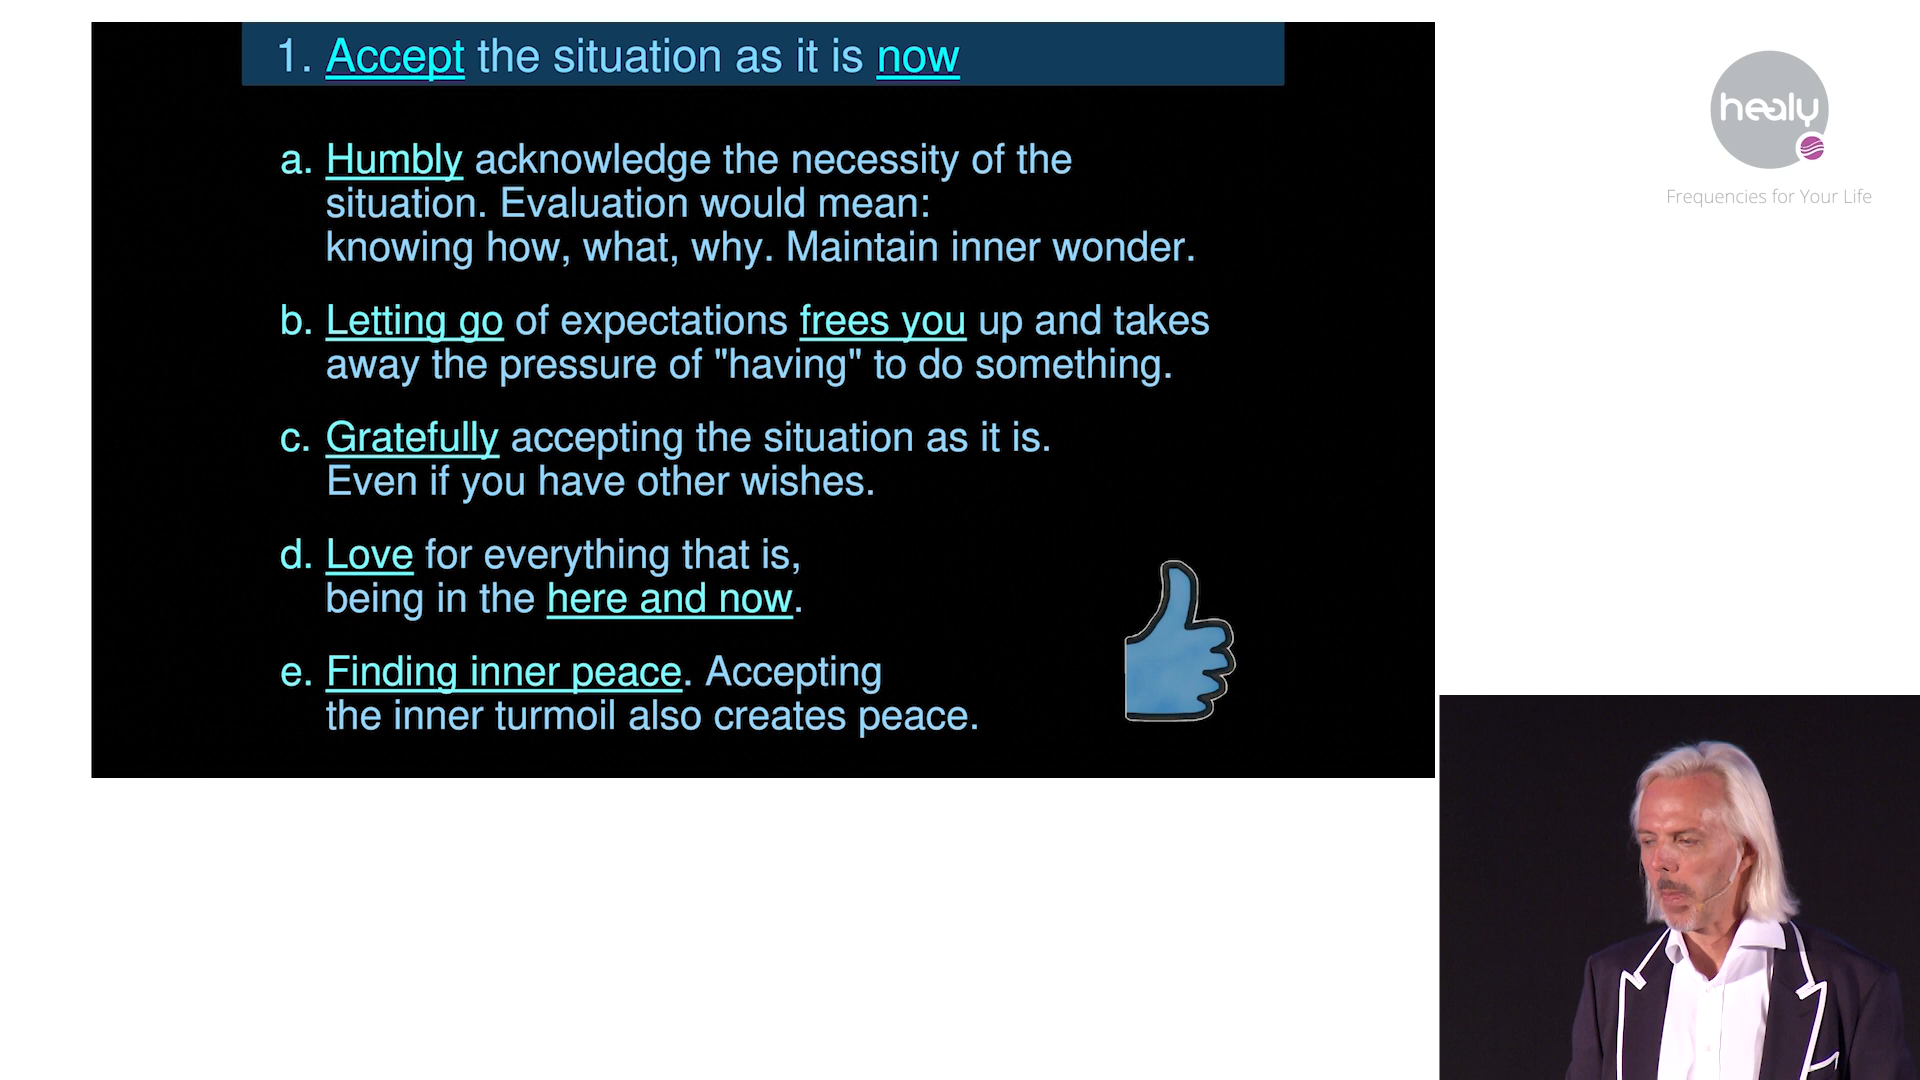 1. Accept the situation as it is now
a. Humbly acknowledge the necessity of the
situation. Evaluation would mean:
knowing how, what, why. Maintain inner wonder.
b. Letting go of expectations frees you up and takes
away the pressure of "having" to do something.
c. Gratefully accepting the situation as it is.
Even if you have other wishes.
d. Love for everything that is,
being in the here and now.
e. Finding inner peace. Accepting
the inner turmoil also creates peace.
healy
Frequencies for Your Life